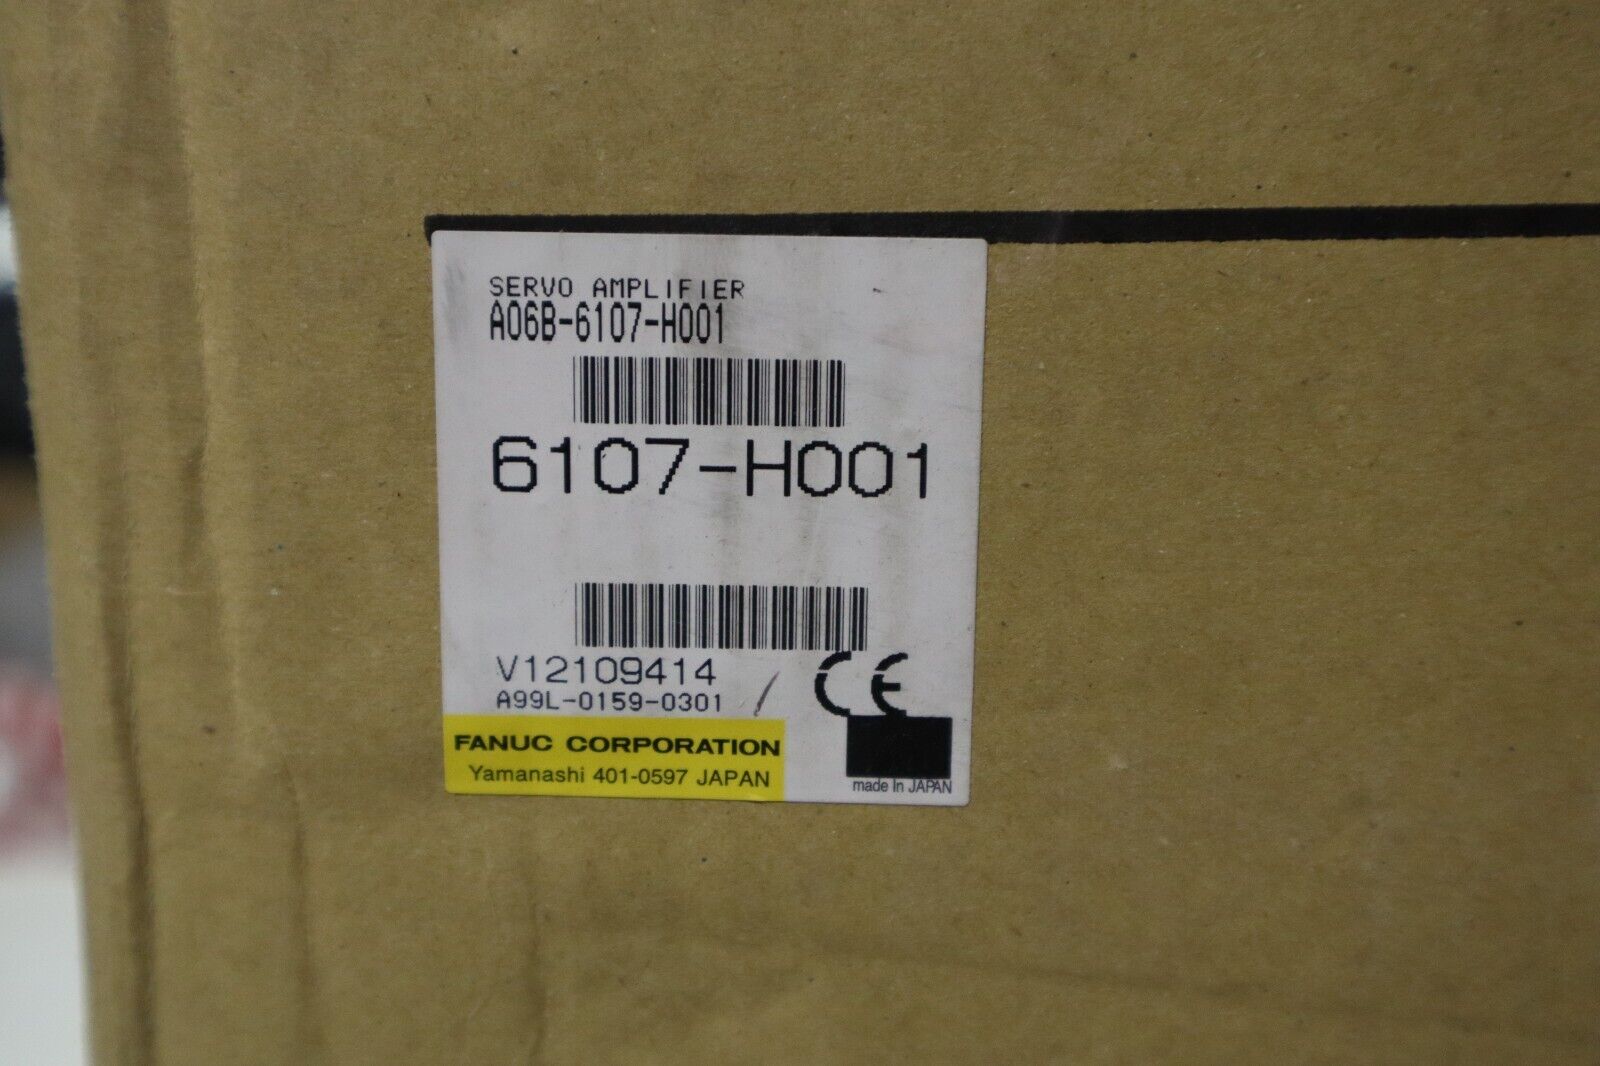 SERVO AMPLIFIER
A06B-6107-H001
6107-H001
V12109414
A99L-0159-0301
CE
FANUC CORPORATION
Yamanashi 401-0597 JAPAN
made In JAPAN